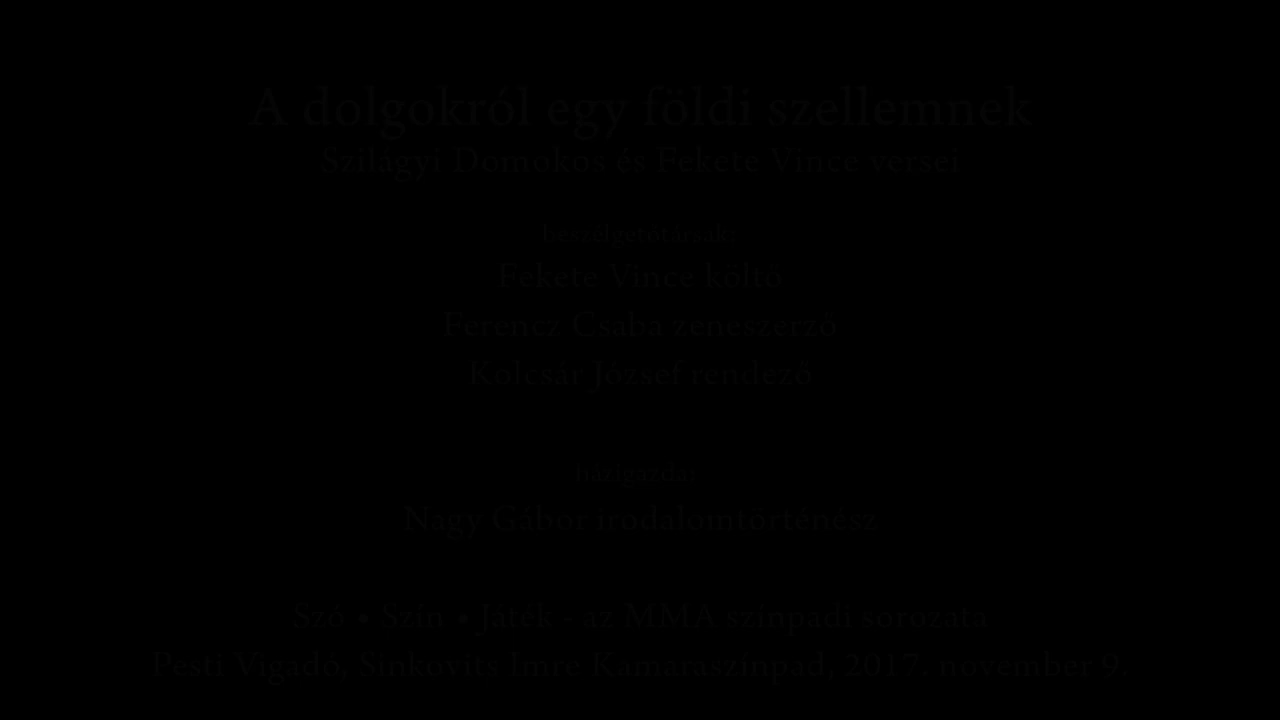 A dolgokról egy földi szellemnek
Szilágyi Domokos és Fekete Vince versei
beszélgetőtársak:
Fekete Vince költő
Ferencz Csaba zeneszerző
Kolcsár József rendező
házigazda:
Nagy Gábor irodalomtörténész
Szó • Szín • Játék - az MMA színpadi sorozata
Pesti Vigadó, Sinkovits Imre Kamaraszínpad, 2017. november 9.